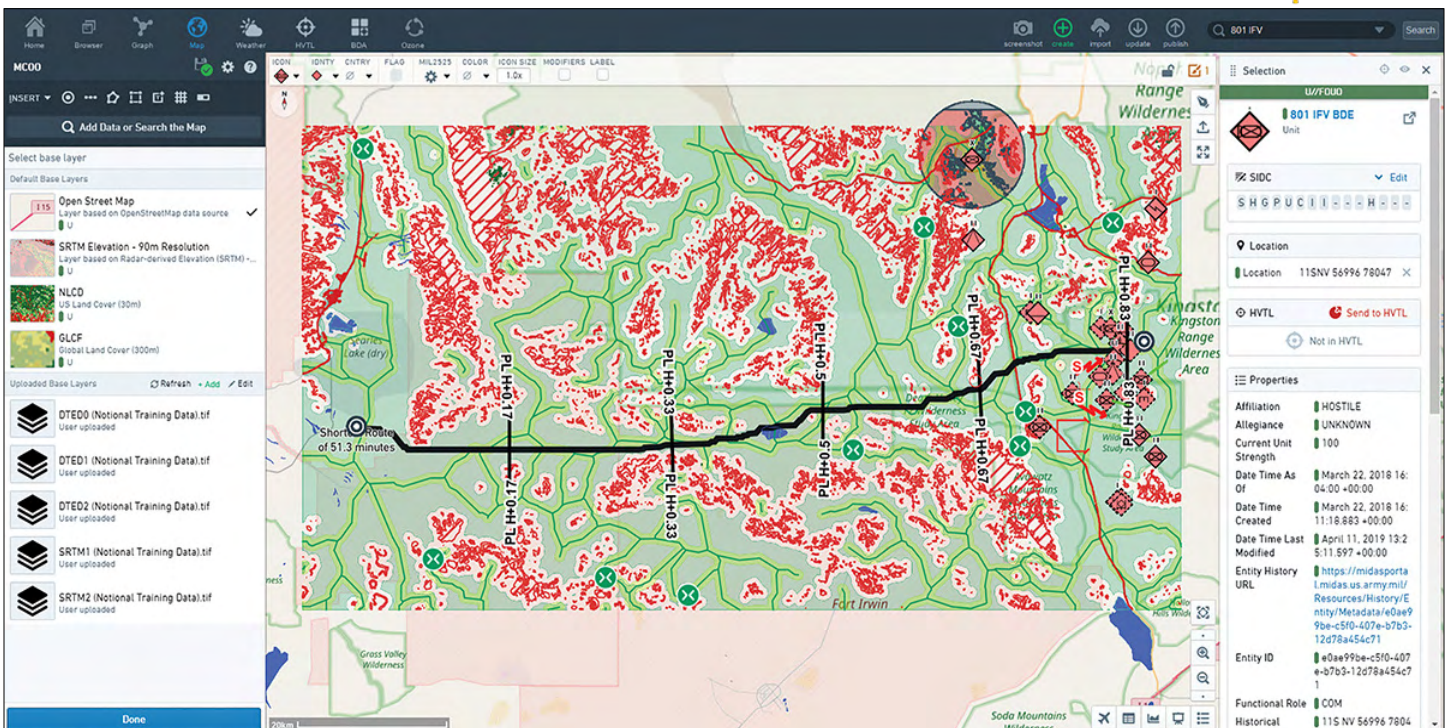 Home
Browser
Graph
Map
Weather
HVTL
BDA
Ozone
screenshot
create
import
update
publish
801 IFV
Search
MCOO
INSERT
Add Data or Search the Map
Select base layer
Default Base Layers
Open Street Map
Layer based on OpenStreetMap data source
U
SRTM Elevation - 90m Resolution
Layer based on Radar-derived Elevation (SRTM) -...
U
NLCD
US Land Cover (30m)
U
GLCF
Global Land Cover (300m)
U
Uploaded Base Layers
Refresh
+ Add
Edit
DTED0 (Notional Training Data).tif
User uploaded
DTED1 (Notional Training Data).tif
User uploaded
DTED2 (Notional Training Data).tif
User uploaded
SRTM1 (Notional Training Data).tif
User uploaded
SRTM2 (Notional Training Data).tif
User uploaded
Done
ICON
IDNTY
CNTRY
FLAG
MIL2525
COLOR
ICON SIZE
1.0x
MODIFIERS
LABEL
1
N
Range
Wilderness
Lake (dry)
Shortest Route
of 51.3 minutes
PL H+0.17
PL H+0.17
PL H+0.33
PL H+0.33
PL H+0.5
PL H+0.5
PL H+0.67
PL H+0.67
PL H+0.83
PL H+0.83
S
S
Kingston
Range
Wilderness
Area
Wilderness
Study Area
Mountains
Fort Irwin
Grass Valley
Wilderness
Soda Mountains
Wilderness
20km
Selection
U//FOUO
801 IFV BDE
Unit
SIDC
Edit
S H G P U C I I - - - H - - -
Location
Location
11SNV 56996 78047
HVTL
Send to HVTL
Not in HVTL
Properties
Affiliation
HOSTILE
Allegiance
UNKNOWN
Current Unit
Strength
100
Date Time As
Of
March 22, 2018 16:
04:00 +00:00
Date Time
Created
March 22, 2018 16:
11:18.883 +00:00
Date Time Last
Modified
April 11, 2019 13:2
5:11.597 +00:00
Entity History
URL
https://midasporta
l.midas.us.army.mil/
Resources/History/E
ntity/Metadata/e0ae9
9be-c5f0-407e-b7b3-
12d78a454c71
Entity ID
e0ae99be-c5f0-407
e-b7b3-12d78a454c7
1
Functional Role
COM
Historical
11S NV 56996 7804